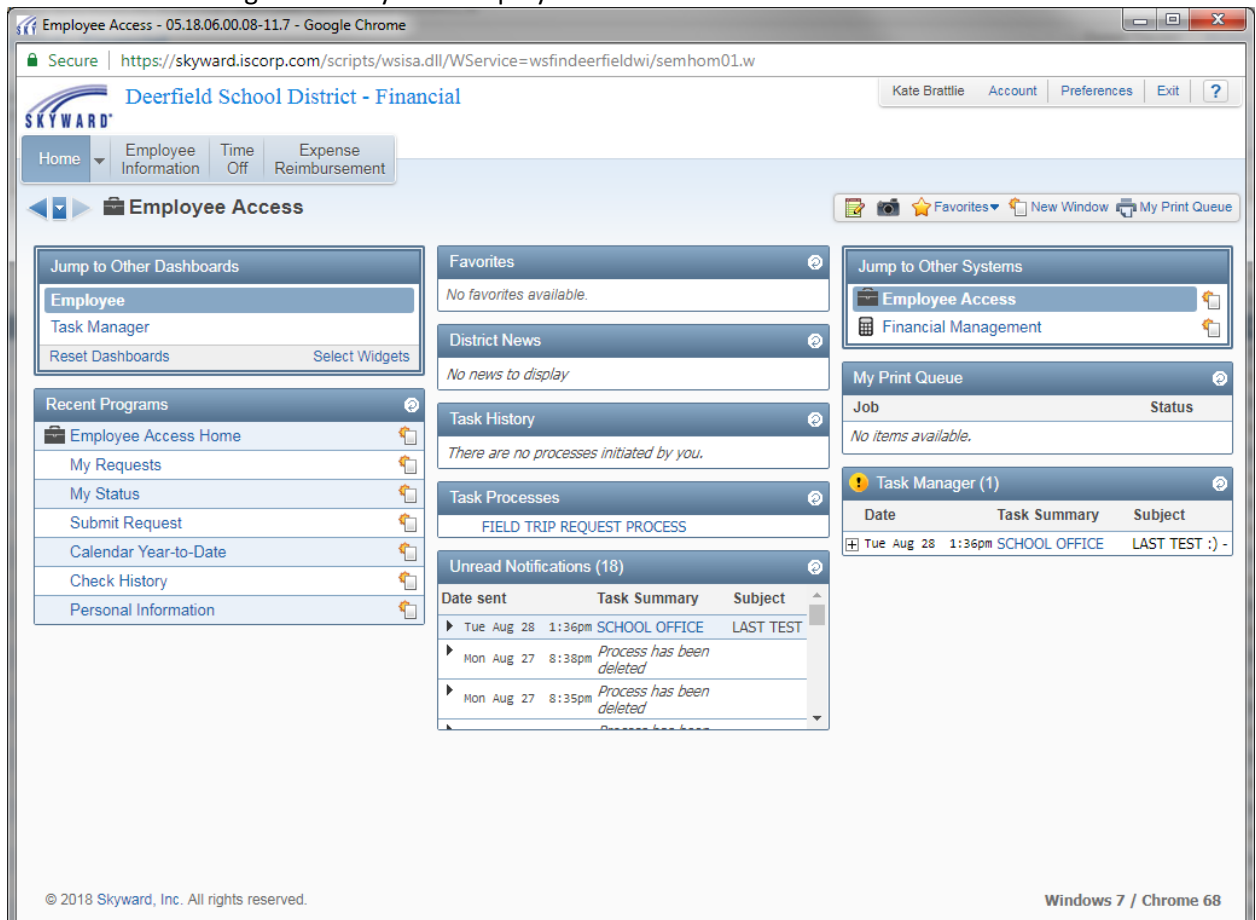 Employee Access - 05.18.06.00.08-11.7 - Google Chrome
Secure | https://skyward.iscorp.com/scripts/wsisa.dll/WService=wsfindeerfieldwi/semhom01.w
SKYWARD
Deerfield School District - Financial
Kate Brattlie Account Preferences Exit ?
Home Employee Information Time Off Expense Reimbursement
Employee Access
Favorites New Window My Print Queue
Jump to Other Dashboards
Employee
Task Manager
Reset Dashboards Select Widgets
Recent Programs
Employee Access Home
My Requests
My Status
Submit Request
Calendar Year-to-Date
Check History
Personal Information
Favorites
No favorites available.
District News
No news to display
Task History
There are no processes initiated by you.
Task Processes
FIELD TRIP REQUEST PROCESS
Unread Notifications (18)
Date sent Task Summary Subject
Tue Aug 28 1:36pm SCHOOL OFFICE LAST TEST
Mon Aug 27 8:38pm Process has been deleted
Mon Aug 27 8:35pm Process has been deleted
Jump to Other Systems
Employee Access
Financial Management
My Print Queue
Job Status
No items available.
Task Manager (1)
Date Task Summary Subject
Tue Aug 28 1:36pm SCHOOL OFFICE LAST TEST :) -
© 2018 Skyward, Inc. All rights reserved.
Windows 7 / Chrome 68